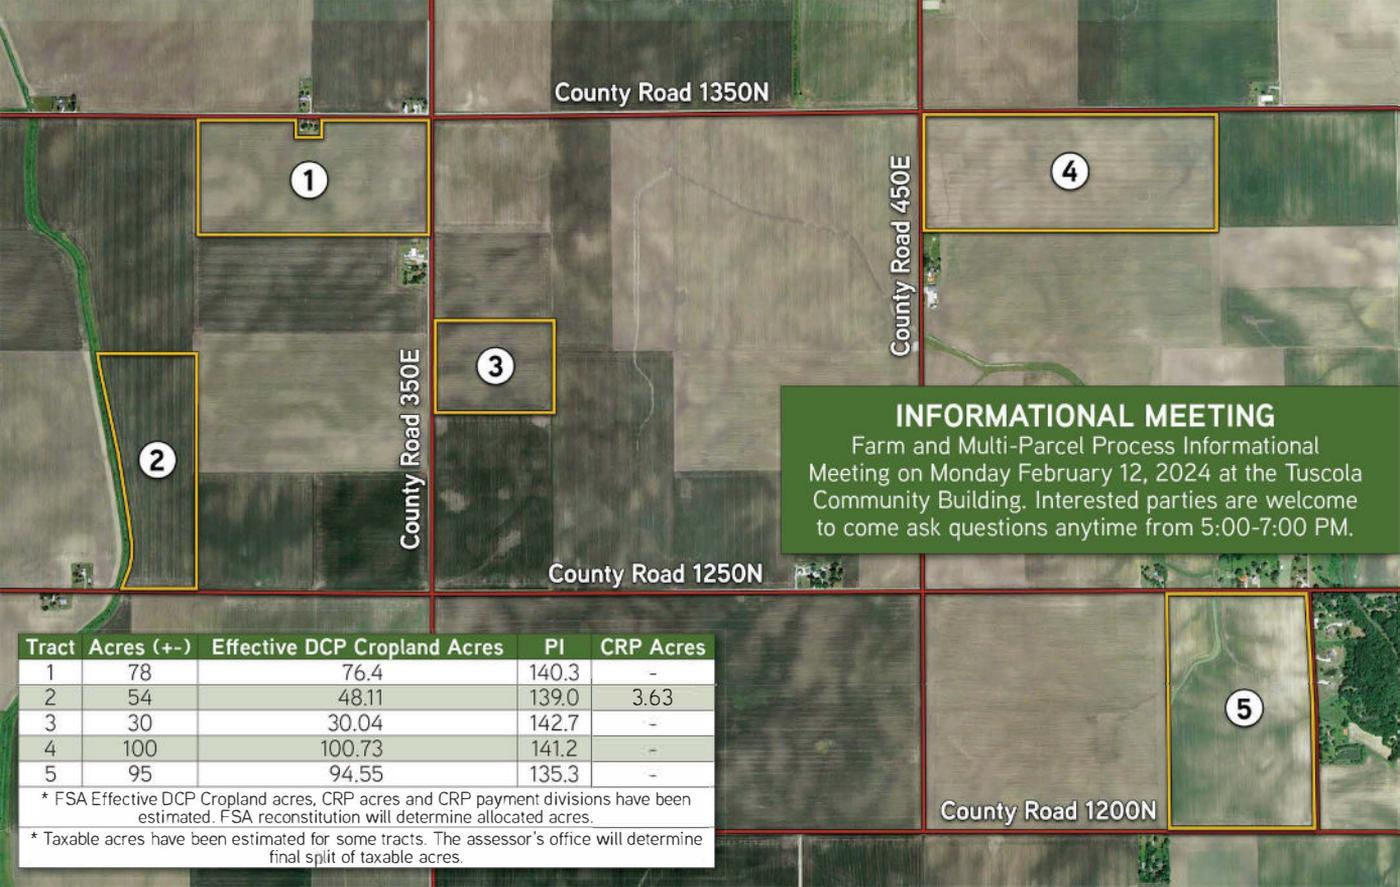 County Road 1350N
1
4
County Road 450E
3
County Road 350E
2
INFORMATIONAL MEETING
Farm and Multi-Parcel Process Informational
Meeting on Monday February 12, 2024 at the Tuscola
Community Building. Interested parties are welcome
to come ask questions anytime from 5:00-7:00 PM.
County Road 1250N
5
County Road 1200N
Tract Acres (+-) Effective DCP Cropland Acres PI CRP Acres
1 78 76.4 140.3 -
2 54 48.11 139.0 3.63
3 30 30.04 142.7 -
4 100 100.73 141.2 -
5 95 94.55 135.3 -
* FSA Effective DCP Cropland acres, CRP acres and CRP payment divisions have been
estimated. FSA reconstitution will determine allocated acres.
* Taxable acres have been estimated for some tracts. The assessor's office will determine
final split of taxable acres.